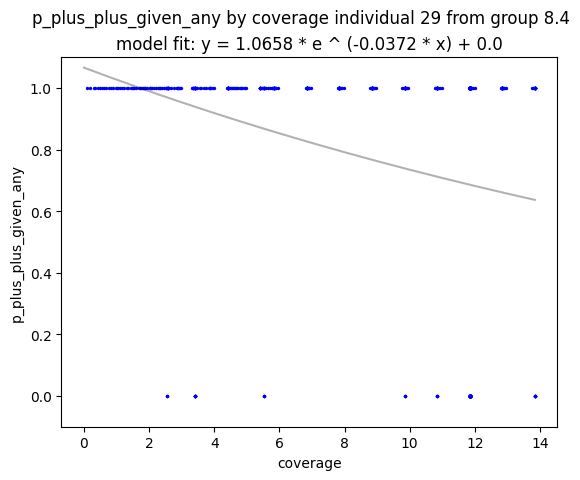 p_plus_plus_given_any by coverage individual 29 from group 8.4
model fit: y = 1.0658 * e ^ (-0.0372 * x) + 0.0
1.0
0.8
0.6
0.4
0.2
0.0
p_plus_plus_given_any
0 2 4 6 8 10 12 14
coverage